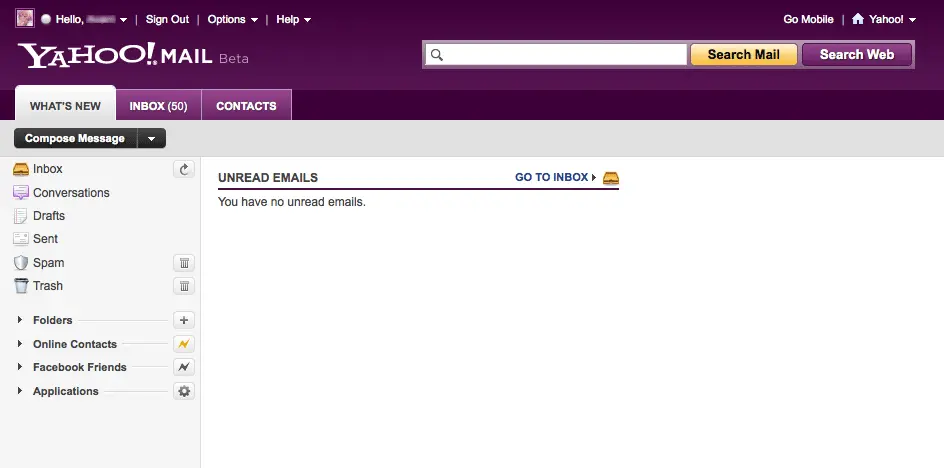 Hello, | Sign Out | Options | Help
Go Mobile | Yahoo!
YAHOO! MAIL Beta
Search Mail
Search Web
WHAT'S NEW
INBOX (50)
CONTACTS
Compose Message
Inbox
Conversations
Drafts
Sent
Spam
Trash
Folders
Online Contacts
Facebook Friends
Applications
UNREAD EMAILS
GO TO INBOX
You have no unread emails.